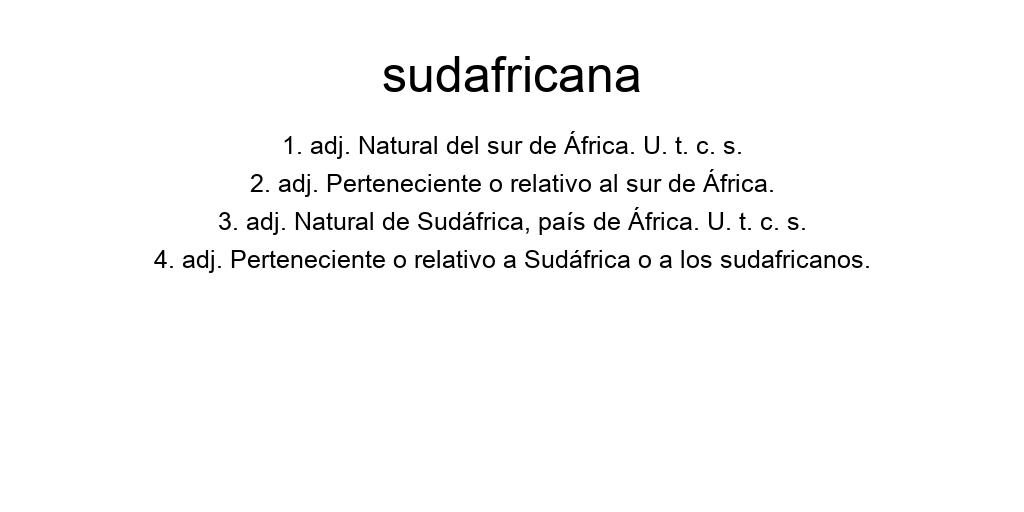 sudafricana
1. adj. Natural del sur de África. U. t. c. s.
2. adj. Perteneciente o relativo al sur de África.
3. adj. Natural de Sudáfrica, país de África. U. t. c. s.
4. adj. Perteneciente o relativo a Sudáfrica o a los sudafricanos.